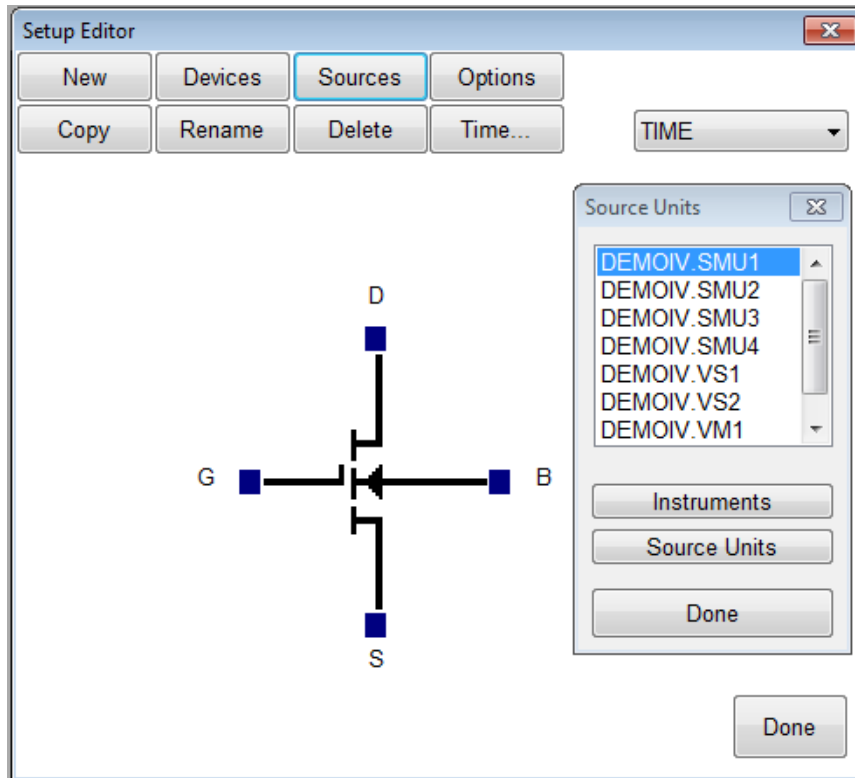 Setup Editor
New Devices Sources Options
Copy Rename Delete Time... TIME
Source Units
DEMOIV.SMU1
DEMOIV.SMU2
DEMOIV.SMU3
DEMOIV.SMU4
DEMOIV.VS1
DEMOIV.VS2
DEMOIV.VM1
D
G B
S
Instruments
Source Units
Done
Done